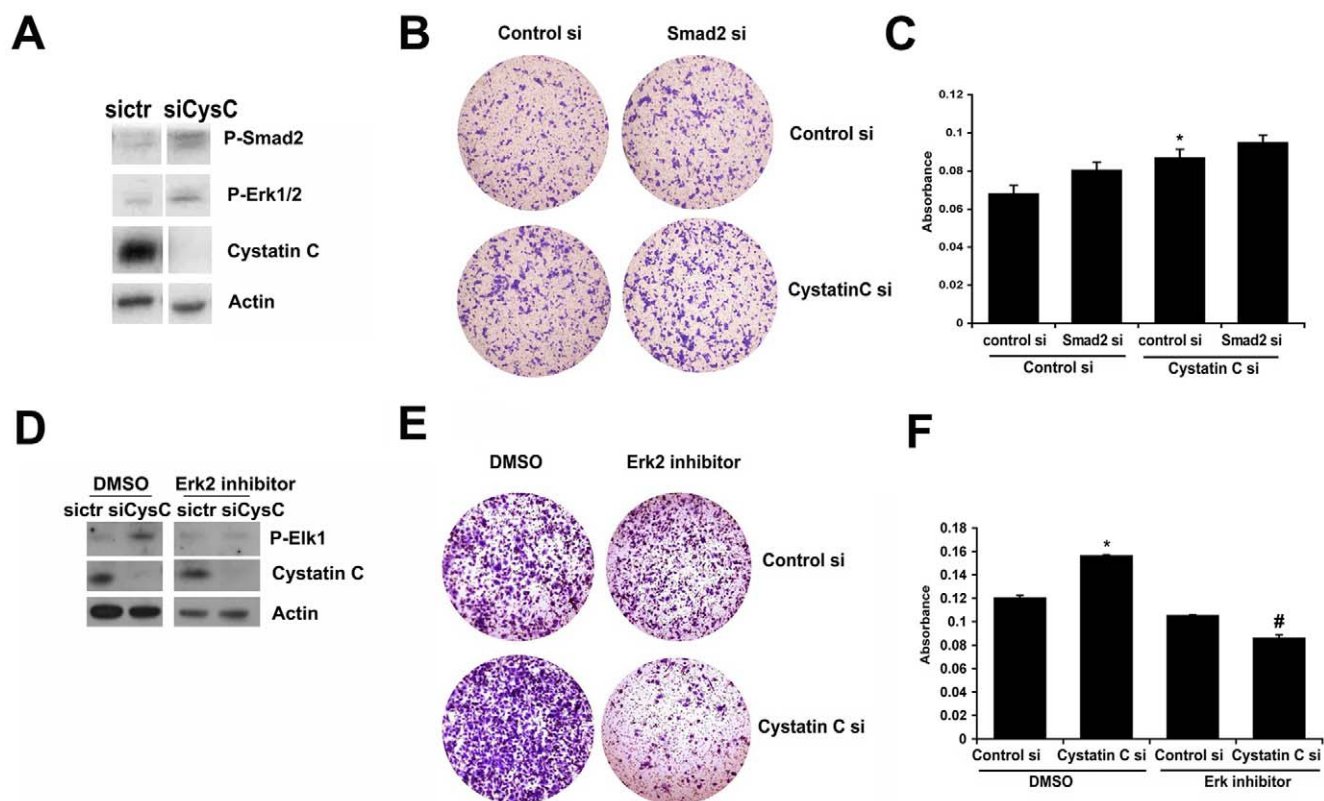 A
sictr siCysC
P-Smad2
P-Erk1/2
Cystatin C
Actin
B
Control si Smad2 si
Control si
CystatinC si
C
Absorbance
0.12
0.1
0.08
0.06
0.04
0.02
0
*
control si Smad2 si control si Smad2 si
Control si Cystatin C si
D
DMSO Erk2 inhibitor
sictr siCysC sictr siCysC
P-Elk1
Cystatin C
Actin
E
DMSO Erk2 inhibitor
Control si
Cystatin C si
F
Absorbance
0.18
0.16
0.14
0.12
0.1
0.08
0.06
0.04
0.02
0
*
#
Control si Cystatin C si Control si Cystatin C si
DMSO Erk inhibitor